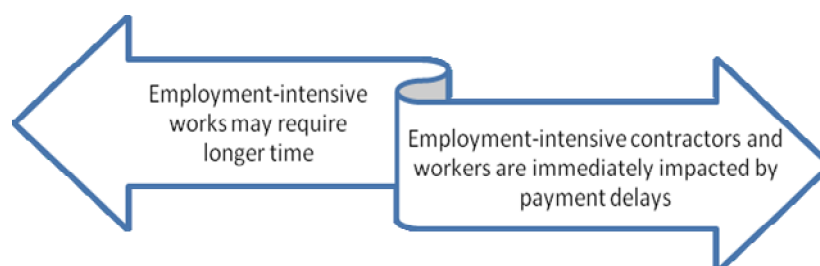 Employment-intensive
works may require
longer time
Employment-intensive contractors and
workers are immediately impacted by
payment delays